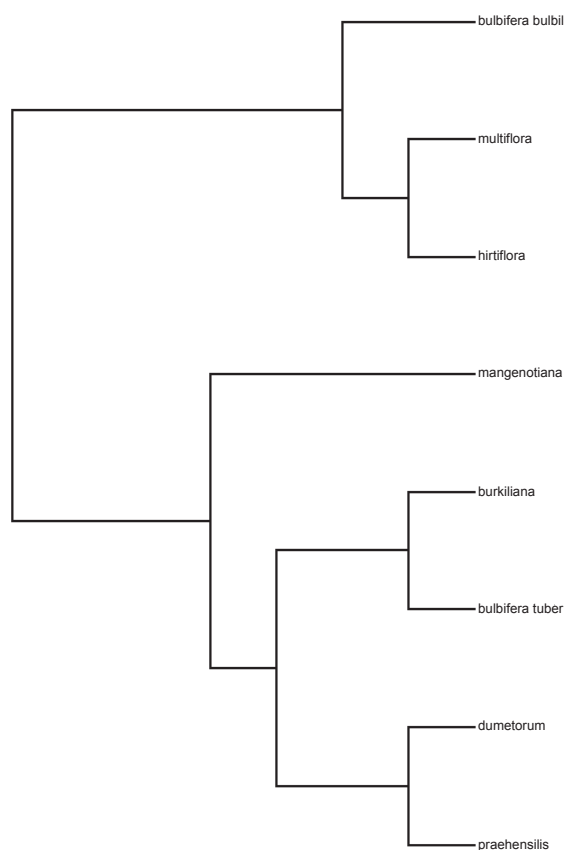 bulbifera bulbil
multiflora
hirtiflora
mangenotiana
burkiliana
bulbifera tuber
dumetorum
praehensilis